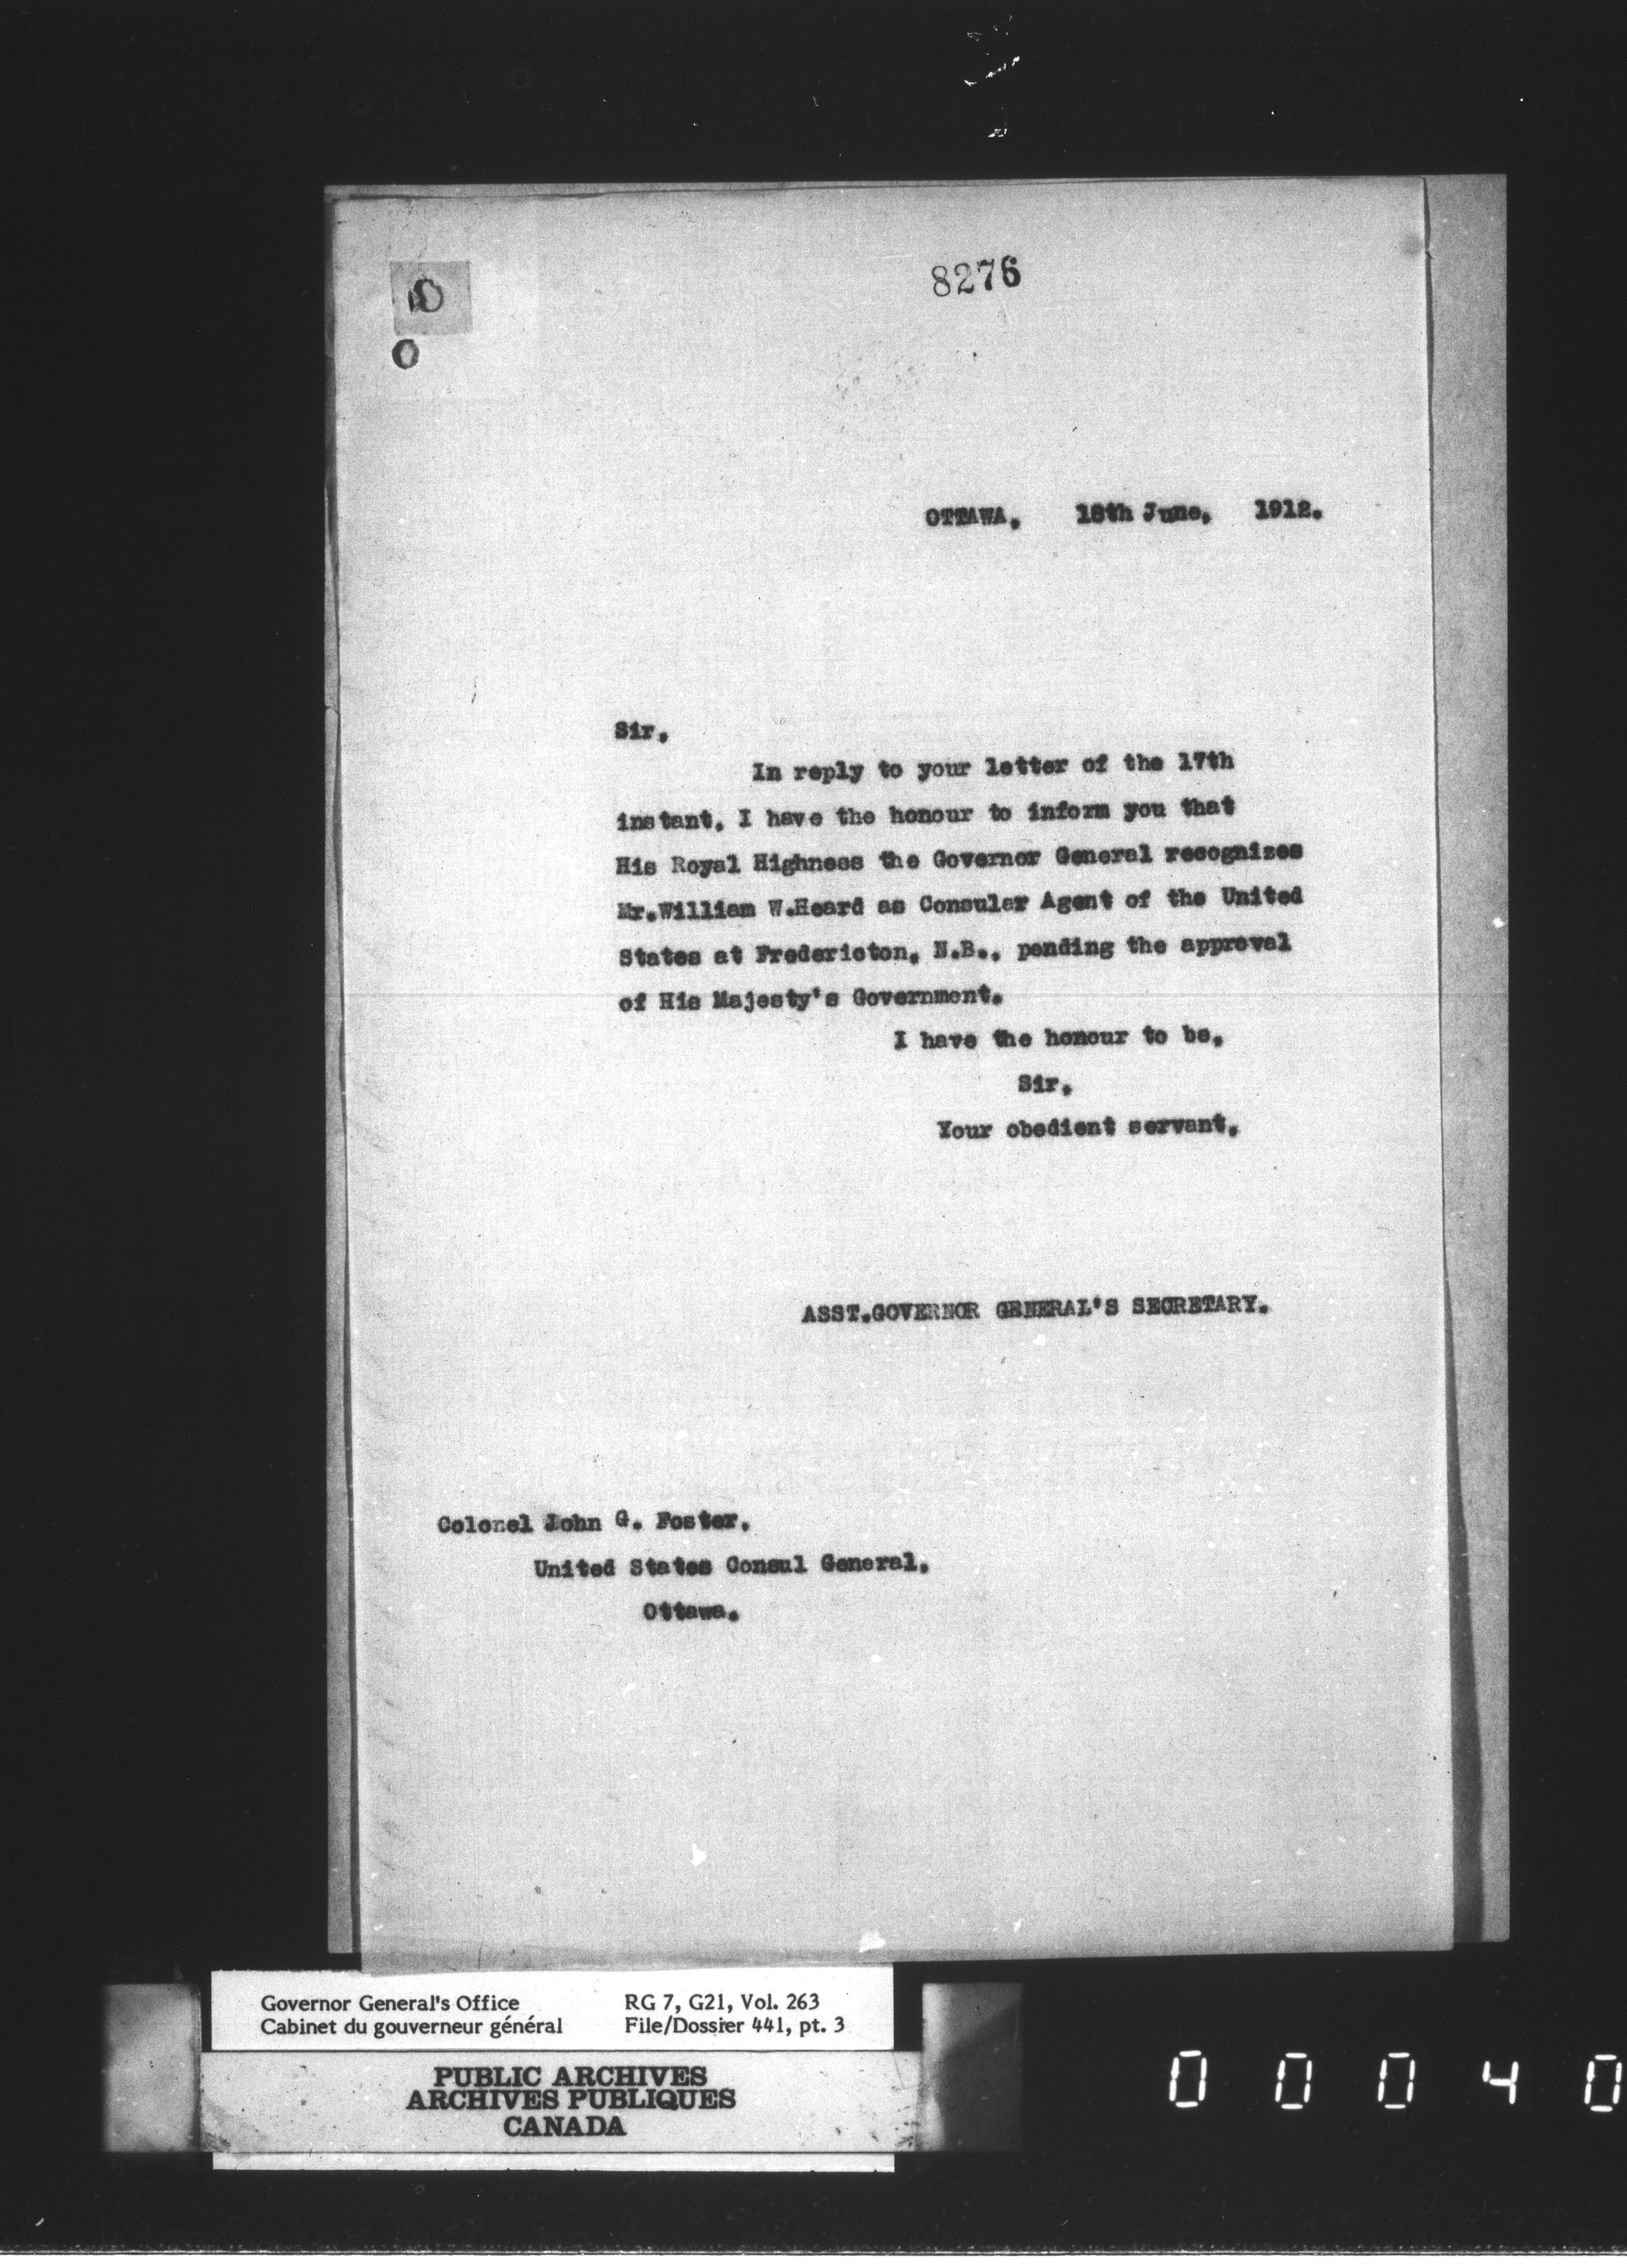 8276
OTTAWA, 18th June, 1912.
Sir,
In reply to your letter of the 17th
instant, I have the honour to inform you that
His Royal Highness the Governor General recognizes
Mr.William W.Heard as Consular Agent of the United
States at Fredericton, N.B., pending the approval
of His Majesty's Government.
I have the honour to be,
Sir,
Your obedient servant,
ASST.GOVERNOR GENERAL'S SECRETARY.
Colonel John G. Foster,
United States Consul General,
Ottawa.
Governor General's Office RG 7, G21, Vol. 263
Cabinet du gouverneur général File/Dossier 441, pt. 3
PUBLIC ARCHIVES
ARCHIVES PUBLIQUES
CANADA
0 0 0 4 0